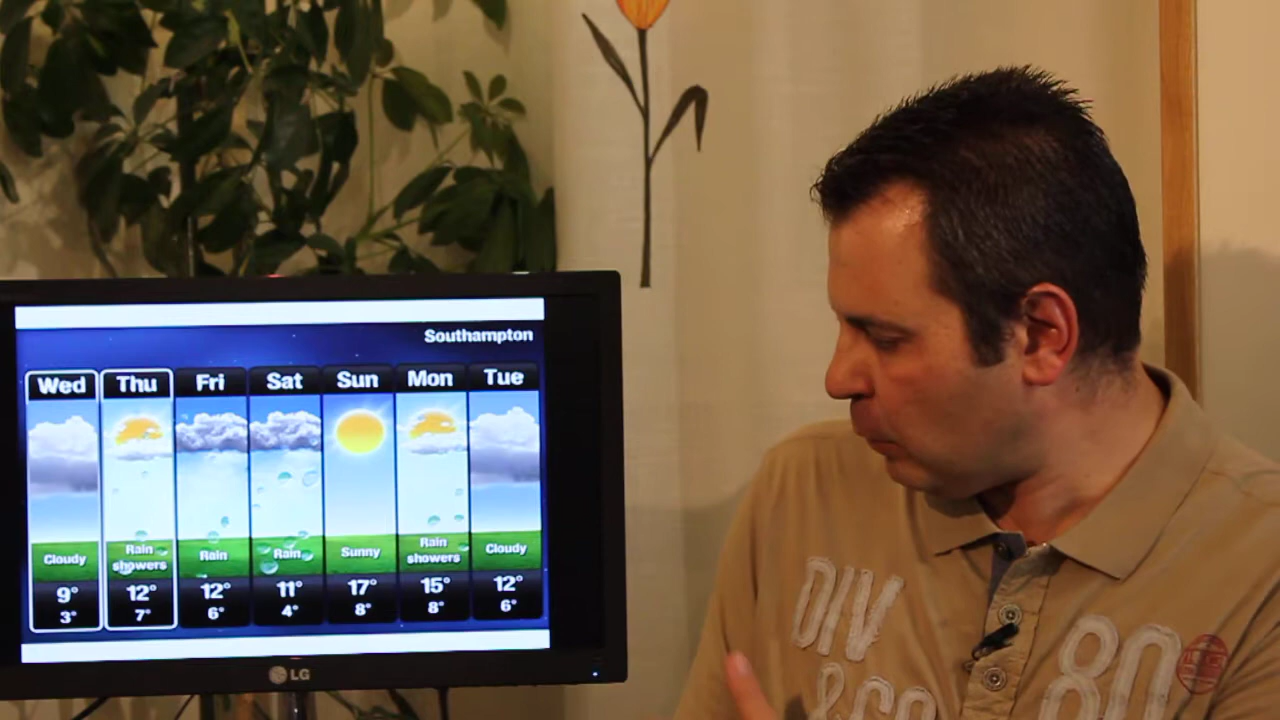 Southampton
Wed Thu Fri Sat Sun Mon Tue
Cloudy Rain showers Rain Rain Sunny Rain showers Cloudy
9° 12° 12° 11° 17° 15° 12°
3° 7° 6° 4° 8° 8° 6°
LG
DIV
&CO 80